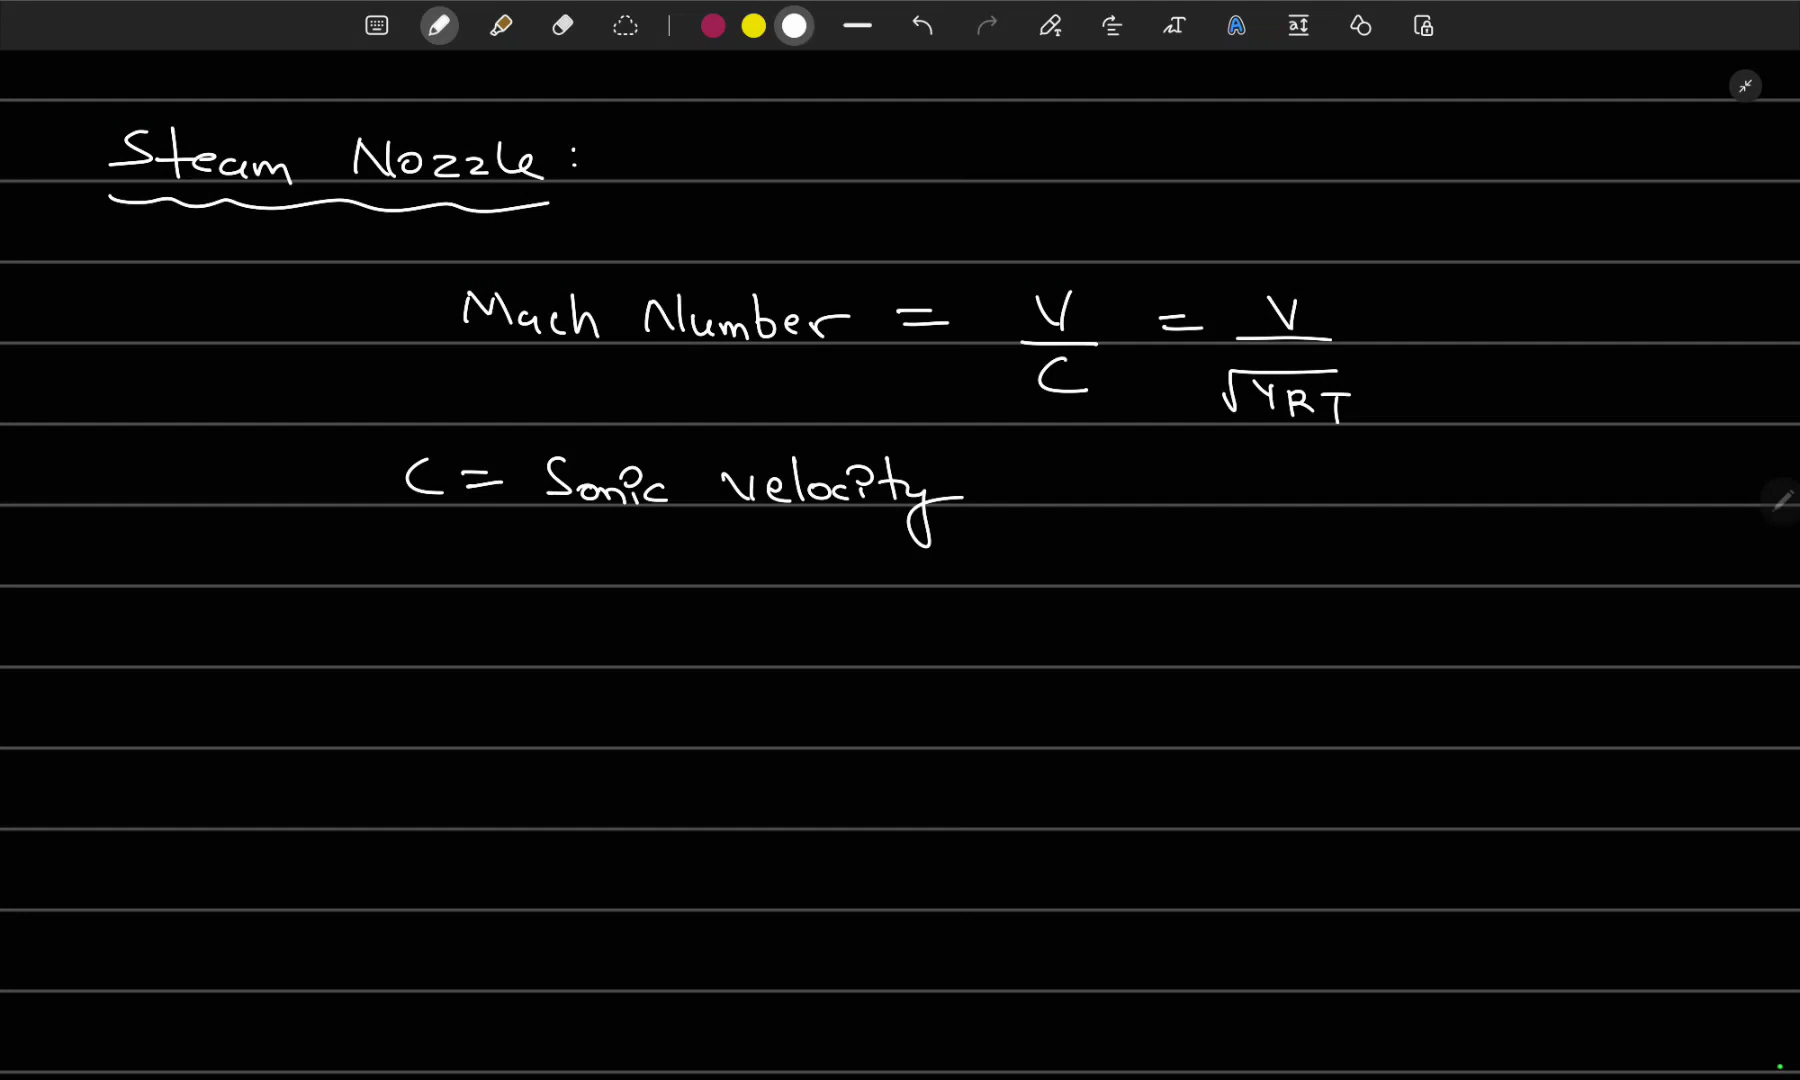 Steam Nozzle:
Mach Number = V/C = V/√γRT
C = Sonic velocity